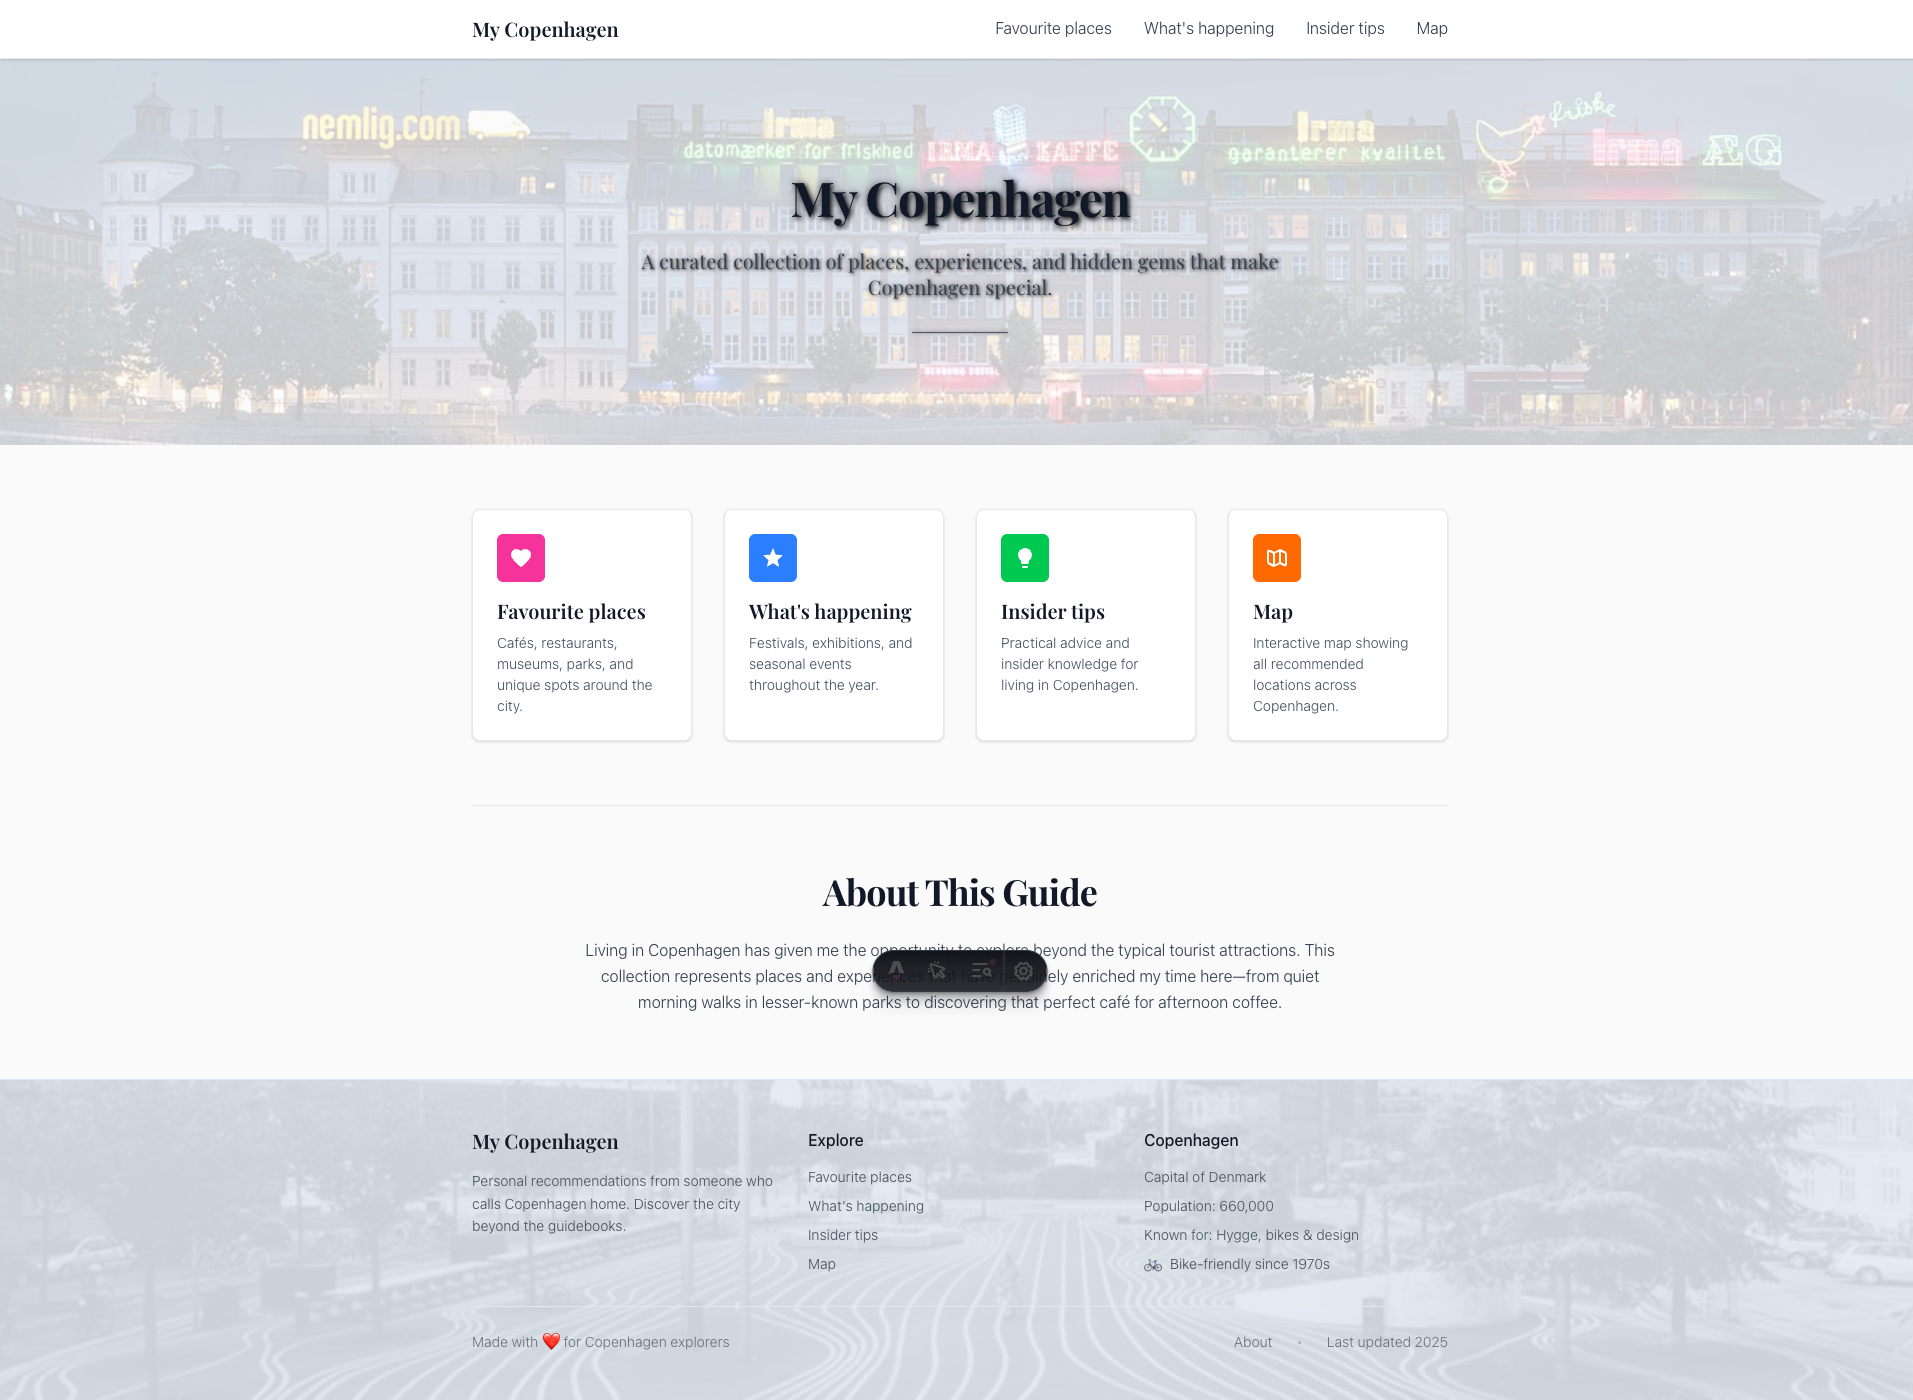 My Copenhagen
Favourite places What's happening Insider tips Map
nemlig.com
Irma
datomærker for friskhed
IRMA KAFFE
Irma
garanterer kvalitet
friske
Irma ÆG
My Copenhagen
A curated collection of places, experiences, and hidden gems that make
Copenhagen special.
Favourite places
Cafés, restaurants,
museums, parks, and
unique spots around the
city.
What's happening
Festivals, exhibitions, and
seasonal events
throughout the year.
Insider tips
Practical advice and
insider knowledge for
living in Copenhagen.
Map
Interactive map showing
all recommended
locations across
Copenhagen.
About This Guide
Living in Copenhagen has given me the opportunity to explore beyond the typical tourist attractions. This
collection represents places and experiences that have genuinely enriched my time here—from quiet
morning walks in lesser-known parks to discovering that perfect café for afternoon coffee.
My Copenhagen
Personal recommendations from someone who
calls Copenhagen home. Discover the city
beyond the guidebooks.
Explore
Favourite places
What's happening
Insider tips
Map
Copenhagen
Capital of Denmark
Population: 660,000
Known for: Hygge, bikes & design
🚲 Bike-friendly since 1970s
Made with ❤️ for Copenhagen explorers
About · Last updated 2025